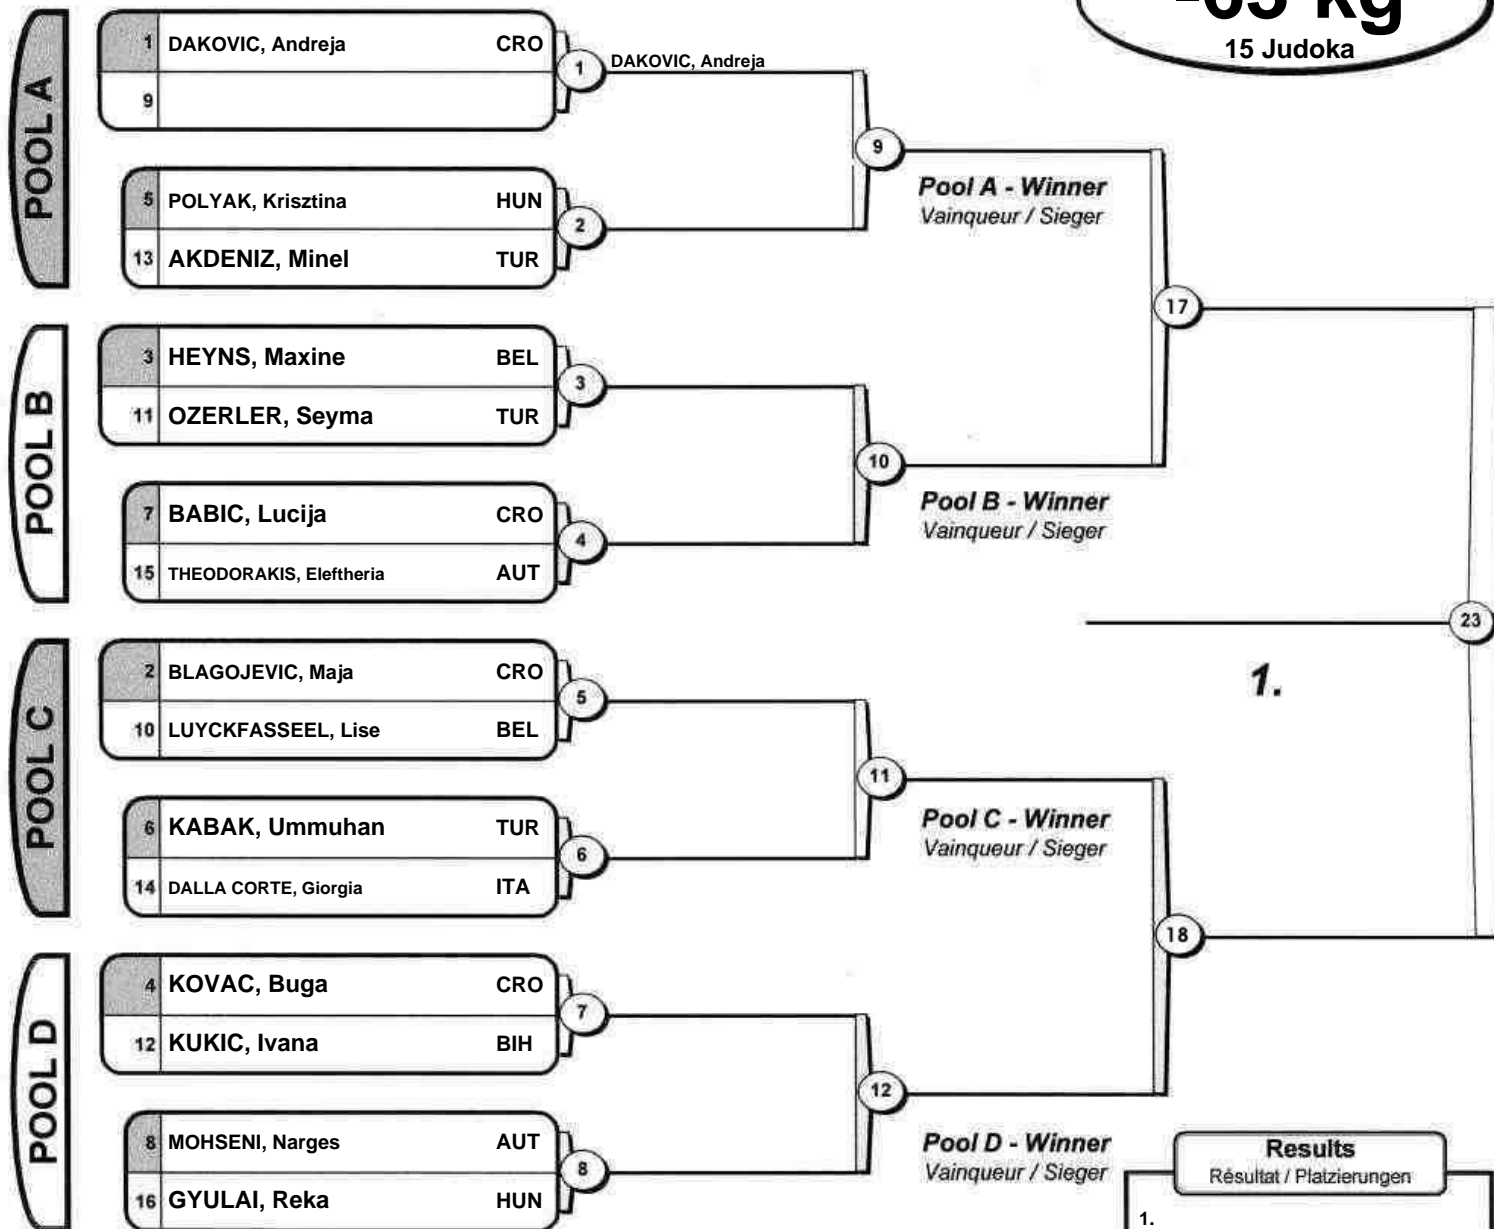 -63 kg
15 Judoka
POOL A
1 DAKOVIC, Andreja CRO
9
1 DAKOVIC, Andreja
5 POLYAK, Krisztina HUN
13 AKDENIZ, Minel TUR
2
9
Pool A - Winner
Vainqueur / Sieger
17
POOL B
3 HEYNS, Maxine BEL
11 OZERLER, Seyma TUR
3
7 BABIC, Lucija CRO
15 THEODORAKIS, Eleftheria AUT
4
10
Pool B - Winner
Vainqueur / Sieger
23
1.
POOL C
2 BLAGOJEVIC, Maja CRO
10 LUYCKFASSEEL, Lise BEL
5
6 KABAK, Ummuhan TUR
14 DALLA CORTE, Giorgia ITA
6
11
Pool C - Winner
Vainqueur / Sieger
18
POOL D
4 KOVAC, Buga CRO
12 KUKIC, Ivana BIH
7
8 MOHSENI, Narges AUT
16 GYULAI, Reka HUN
8
12
Pool D - Winner
Vainqueur / Sieger
Results
Résultat / Platzierungen
1.